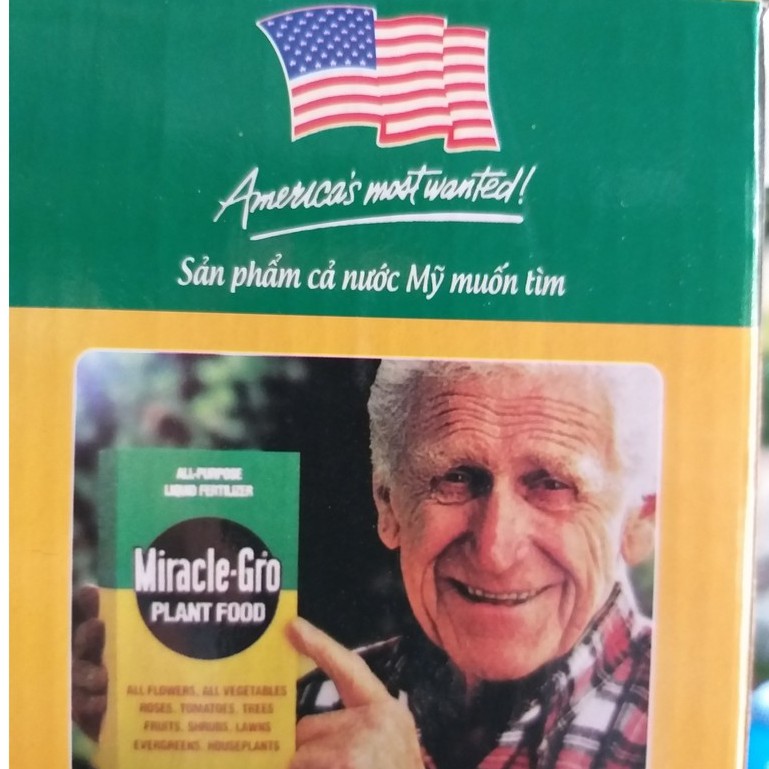 America's most wanted!
Sản phẩm cả nước Mỹ muốn tìm
ALL-PURPOSE
LIQUID FERTILIZER
Miracle-Gro
PLANT FOOD
ALL FLOWERS, ALL VEGETABLES
ROSES, TOMATOES, TREES
FRUITS, SHRUBS, LAWNS
EVERGREENS, HOUSEPLANTS